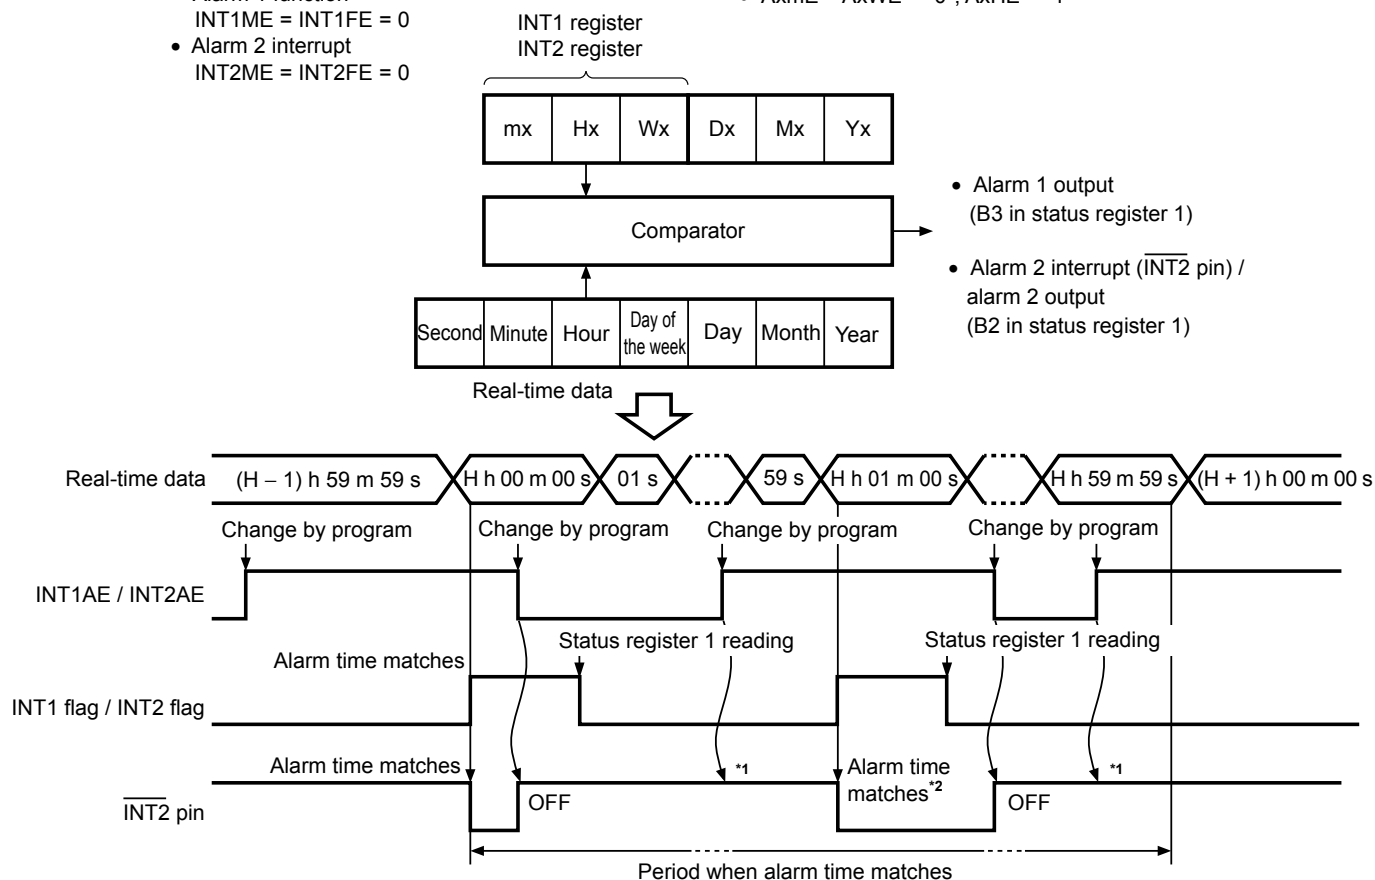 INT1ME = INT1FE = 0
• Alarm 2 interrupt
INT2ME = INT2FE = 0
INT1 register
INT2 register
mx Hx Wx Dx Mx Yx
Comparator
• Alarm 1 output
(B3 in status register 1)
• Alarm 2 interrupt (INT2 pin) /
alarm 2 output
(B2 in status register 1)
Second Minute Hour Day of the week Day Month Year
Real-time data
Real-time data (H − 1) h 59 m 59 s H h 00 m 00 s 01 s 59 s H h 01 m 00 s H h 59 m 59 s (H + 1) h 00 m 00 s
Change by program Change by program Change by program Change by program
INT1AE / INT2AE
Status register 1 reading Status register 1 reading
Alarm time matches
INT1 flag / INT2 flag
Alarm time matches *1 Alarm time matches*2 *1
OFF OFF
INT2 pin
Period when alarm time matches